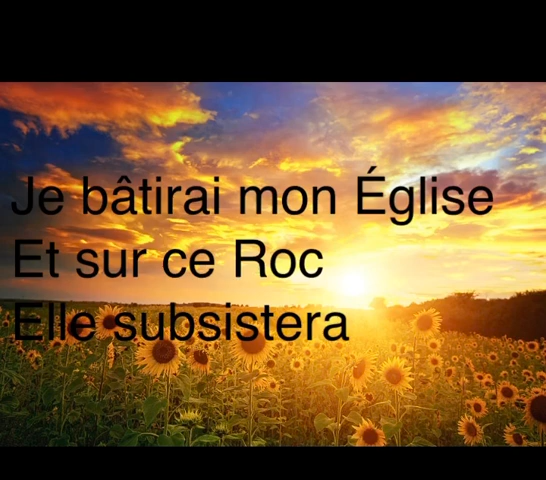 Je bâtirai mon Église
Et sur ce Roc
Elle subsistera